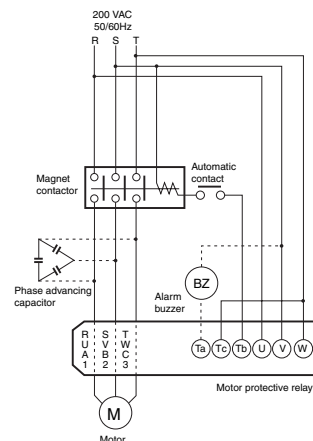 200 VAC
50/60Hz
R S T
Magnet
contactor
Automatic
contact
Phase advancing
capacitor
BZ
Alarm
buzzer
R S T
U V W
A B C
1 2 3
Ta Tc Tb U V W
Motor protective relay
M
Motor